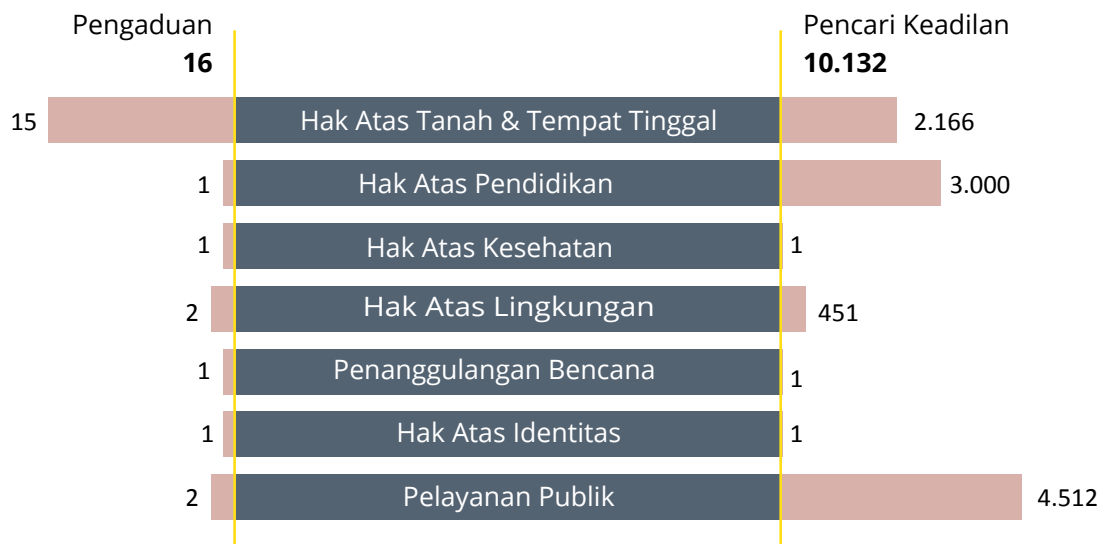 Pengaduan
16
Pencari Keadilan
10.132
15 Hak Atas Tanah & Tempat Tinggal 2.166
1 Hak Atas Pendidikan 3.000
1 Hak Atas Kesehatan 1
2 Hak Atas Lingkungan 451
1 Penanggulangan Bencana 1
1 Hak Atas Identitas 1
2 Pelayanan Publik 4.512